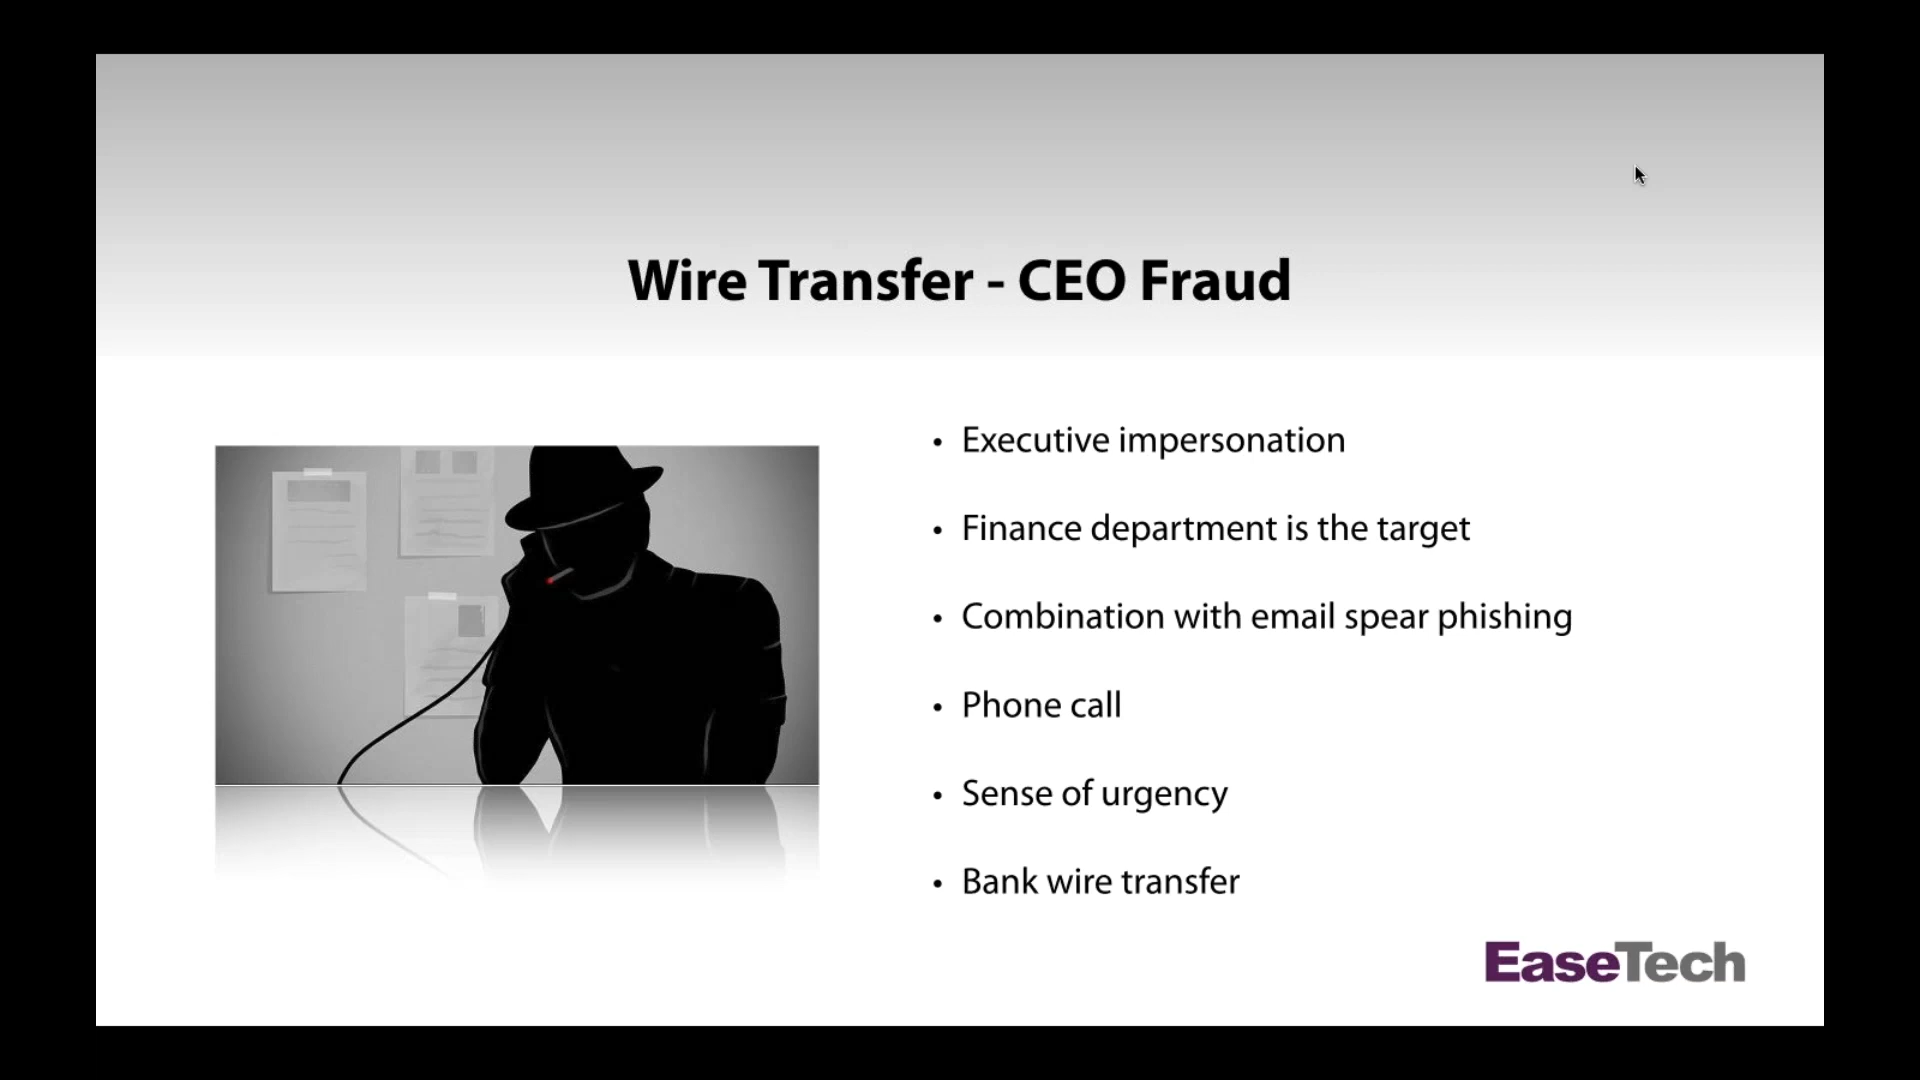 Wire Transfer - CEO Fraud
• Executive impersonation
• Finance department is the target
• Combination with email spear phishing
• Phone call
• Sense of urgency
• Bank wire transfer
EaseTech